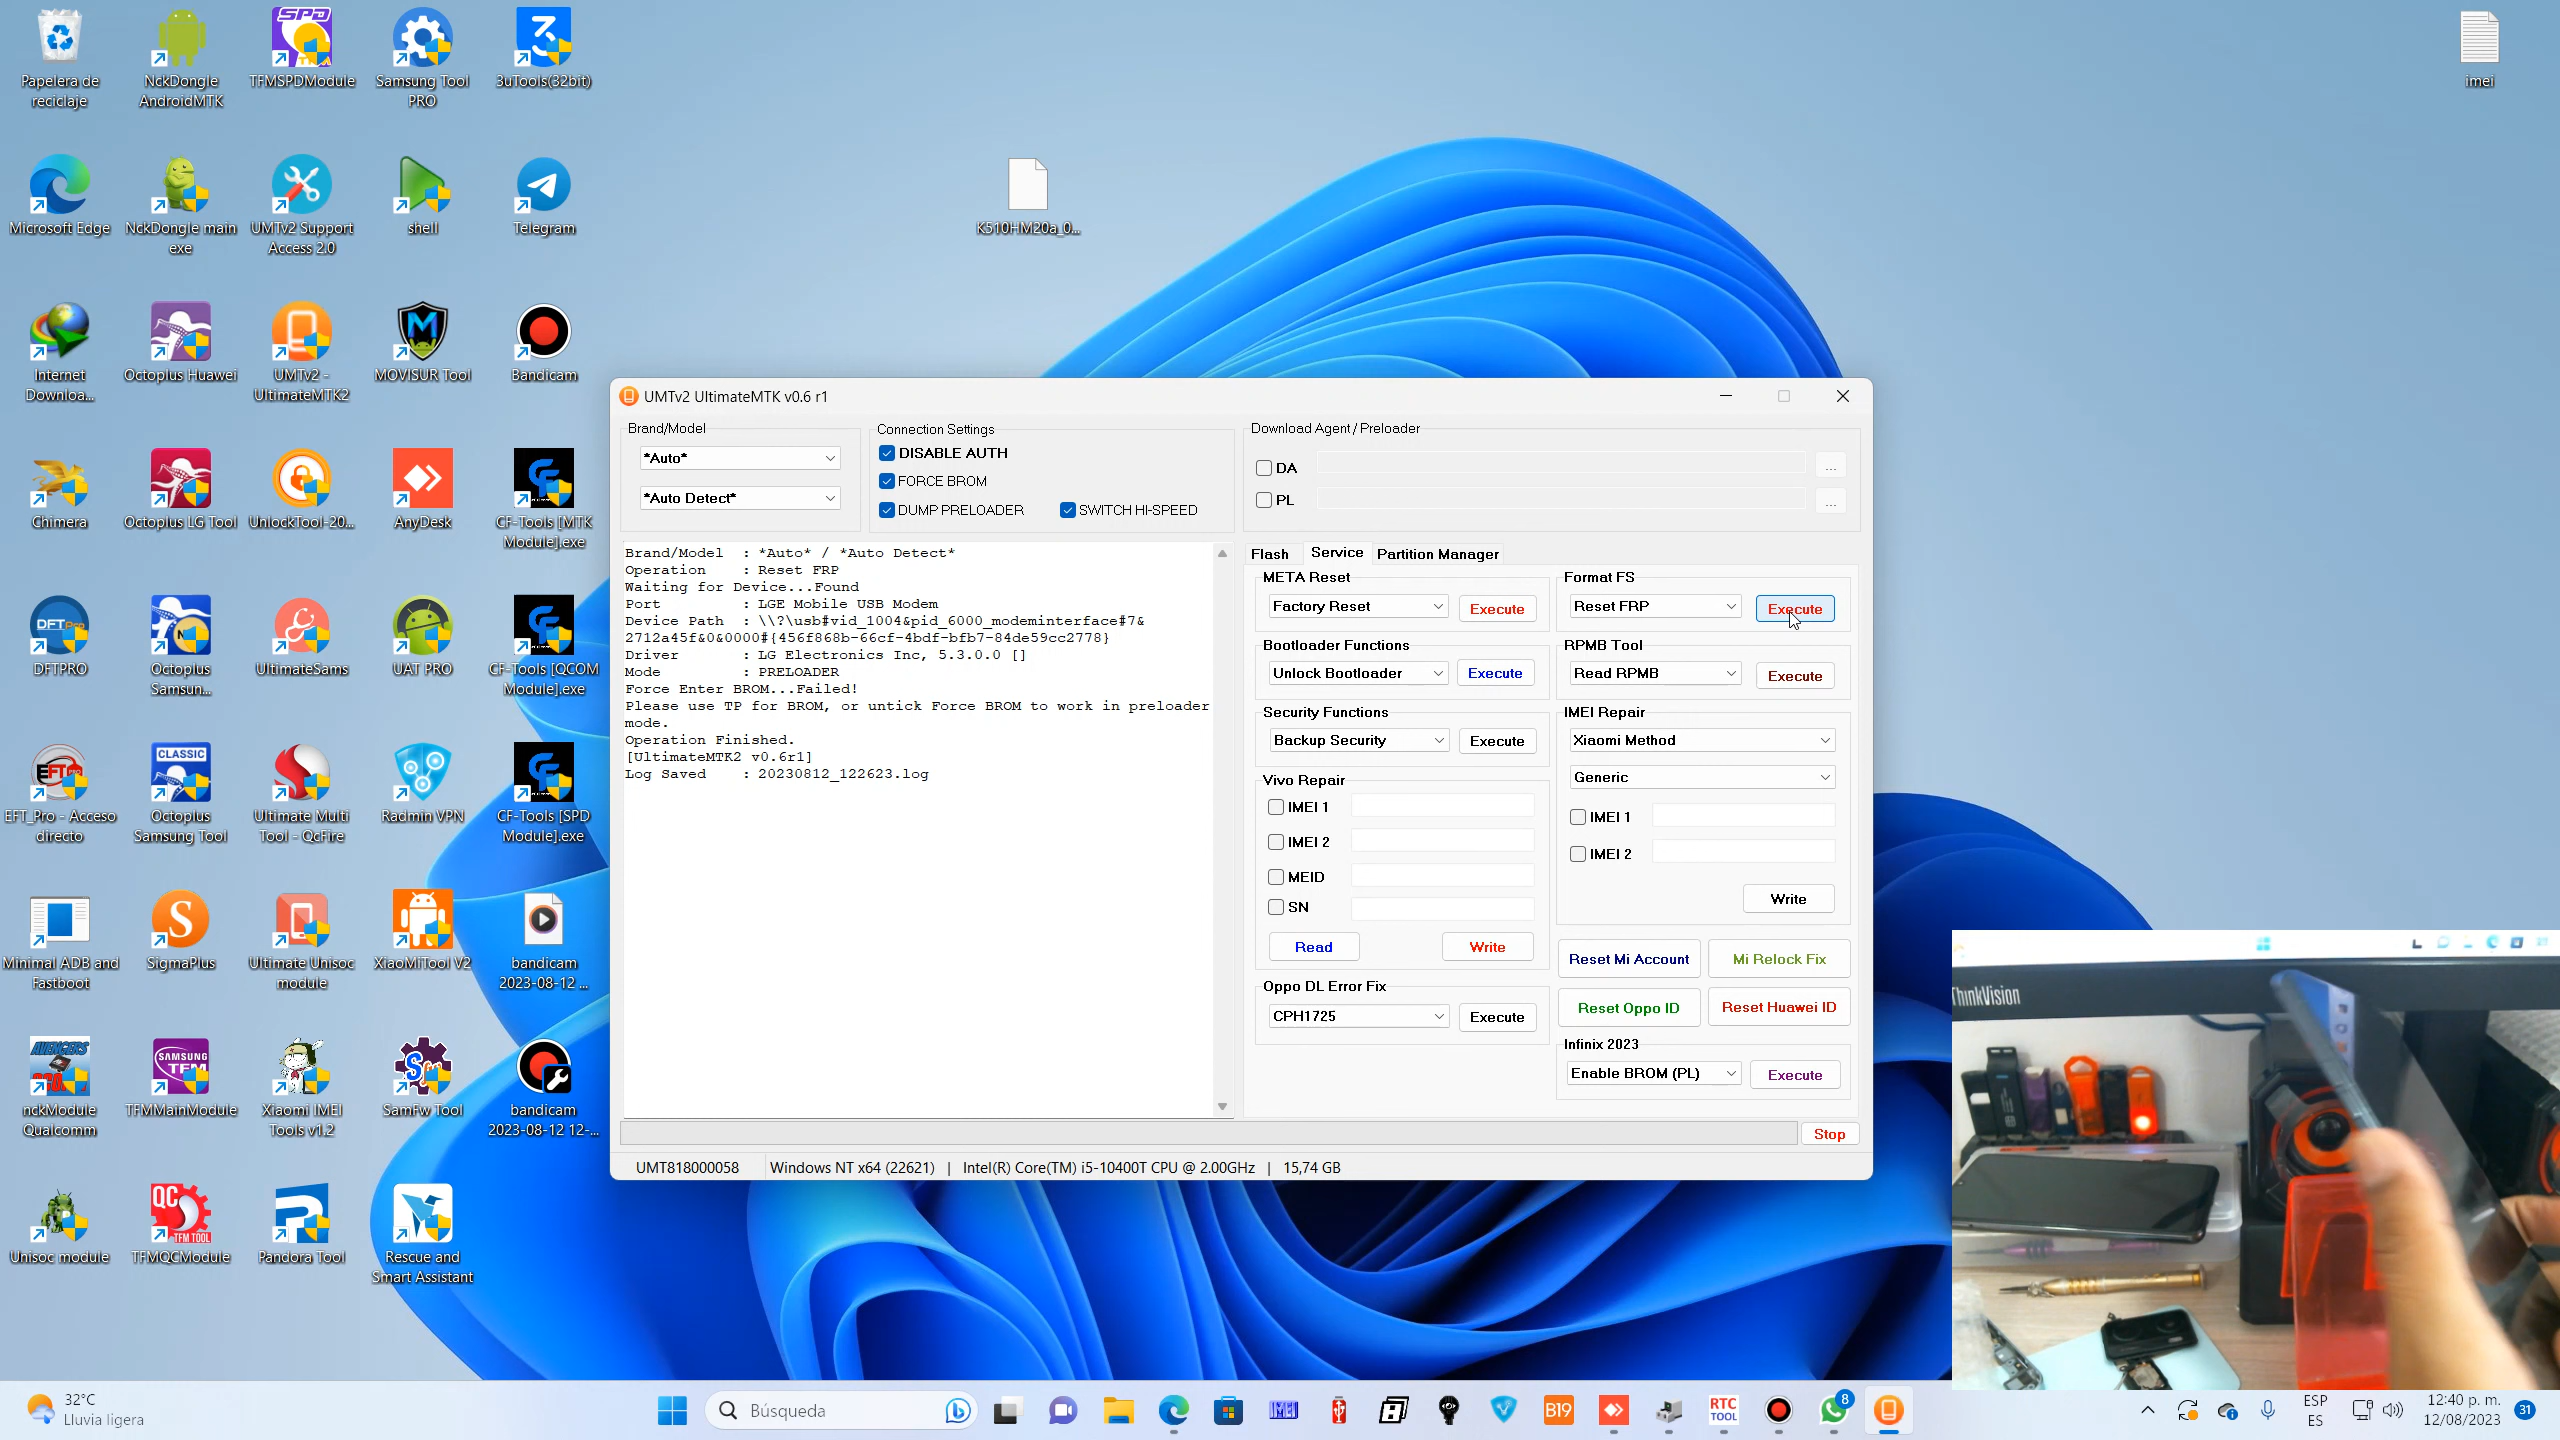 Papelera de
reciclaje
NckDongle
AndroidMTK
SPD
TFMSPDModule
Samsung Tool
PRO
3uTools(32bit)
imei
Microsoft Edge
NckDongle main
exe
UMTv2 Support
Access 2.0
shell
Telegram
K510HM20a_0...
Internet
Downloa...
Octoplus Huawei
UMTv2 -
UltimateMTK2
MOVISUR Tool
Bandicam
Chimera
Octoplus LG Tool
UnlockTool-20...
AnyDesk
CF-Tools [MTK
Module].exe
DFTPRO
Octoplus
Samsun...
UltimateSams
UAT PRO
CF-Tools [QCOM
Module].exe
EFT_Pro - Acceso
directo
CLASSIC
Octoplus
Samsung Tool
Ultimate Multi
Tool - QcFire
Radmin VPN
CF-Tools [SPD
Module].exe
Minimal ADB and
Fastboot
SigmaPlus
Ultimate Unisoc
module
XiaoMiTool V2
bandicam
2023-08-12 ...
nckModule
Qualcomm
SAMSUNG
TFM
TFMMainModule
Xiaomi IMEI
Tools v1.2
SamFw Tool
bandicam
2023-08-12 12-...
Unisoc module
QC
TFM TOOL
TFMQCModule
Pandora Tool
Rescue and
Smart Assistant
UMTv2 UltimateMTK v0.6 r1
Brand/Model
*Auto*
*Auto Detect*
Connection Settings
DISABLE AUTH
FORCE BROM
DUMP PRELOADER
SWITCH HI-SPEED
Download Agent / Preloader
DA
...
PL
...
Brand/Model : *Auto* / *Auto Detect*
Operation : Reset FRP
Waiting for Device...Found
Port : LGE Mobile USB Modem
Device Path : \\?\usb#vid_1004&pid_6000_modeminterface#7&
2712a45f&0&0000#{456f868b-66cf-4bdf-bfb7-84de59cc2778}
Driver : LG Electronics Inc, 5.3.0.0 []
Mode : PRELOADER
Force Enter BROM...Failed!
Please use TP for BROM, or untick Force BROM to work in preloader
mode.
Operation Finished.
[UltimateMTK2 v0.6r1]
Log Saved : 20230812_122623.log
Flash
Service
Partition Manager
META Reset
Factory Reset
Execute
Format FS
Reset FRP
Execute
Bootloader Functions
Unlock Bootloader
Execute
RPMB Tool
Read RPMB
Execute
Security Functions
Backup Security
Execute
IMEI Repair
Xiaomi Method
Generic
IMEI 1
IMEI 2
Write
Vivo Repair
IMEI 1
IMEI 2
MEID
SN
Read
Write
Reset Mi Account
Mi Relock Fix
Reset Oppo ID
Reset Huawei ID
Oppo DL Error Fix
CPH1725
Execute
Infinix 2023
Enable BROM (PL)
Execute
Stop
UMT818000058
Windows NT x64 (22621) | Intel(R) Core(TM) i5-10400T CPU @ 2.00GHz | 15,74 GB
ThinkVision
32°C
Lluvia ligera
Búsqueda
IMEI
B19
RTC
TOOL
8
ESP
ES
12:40 p. m.
12/08/2023
31